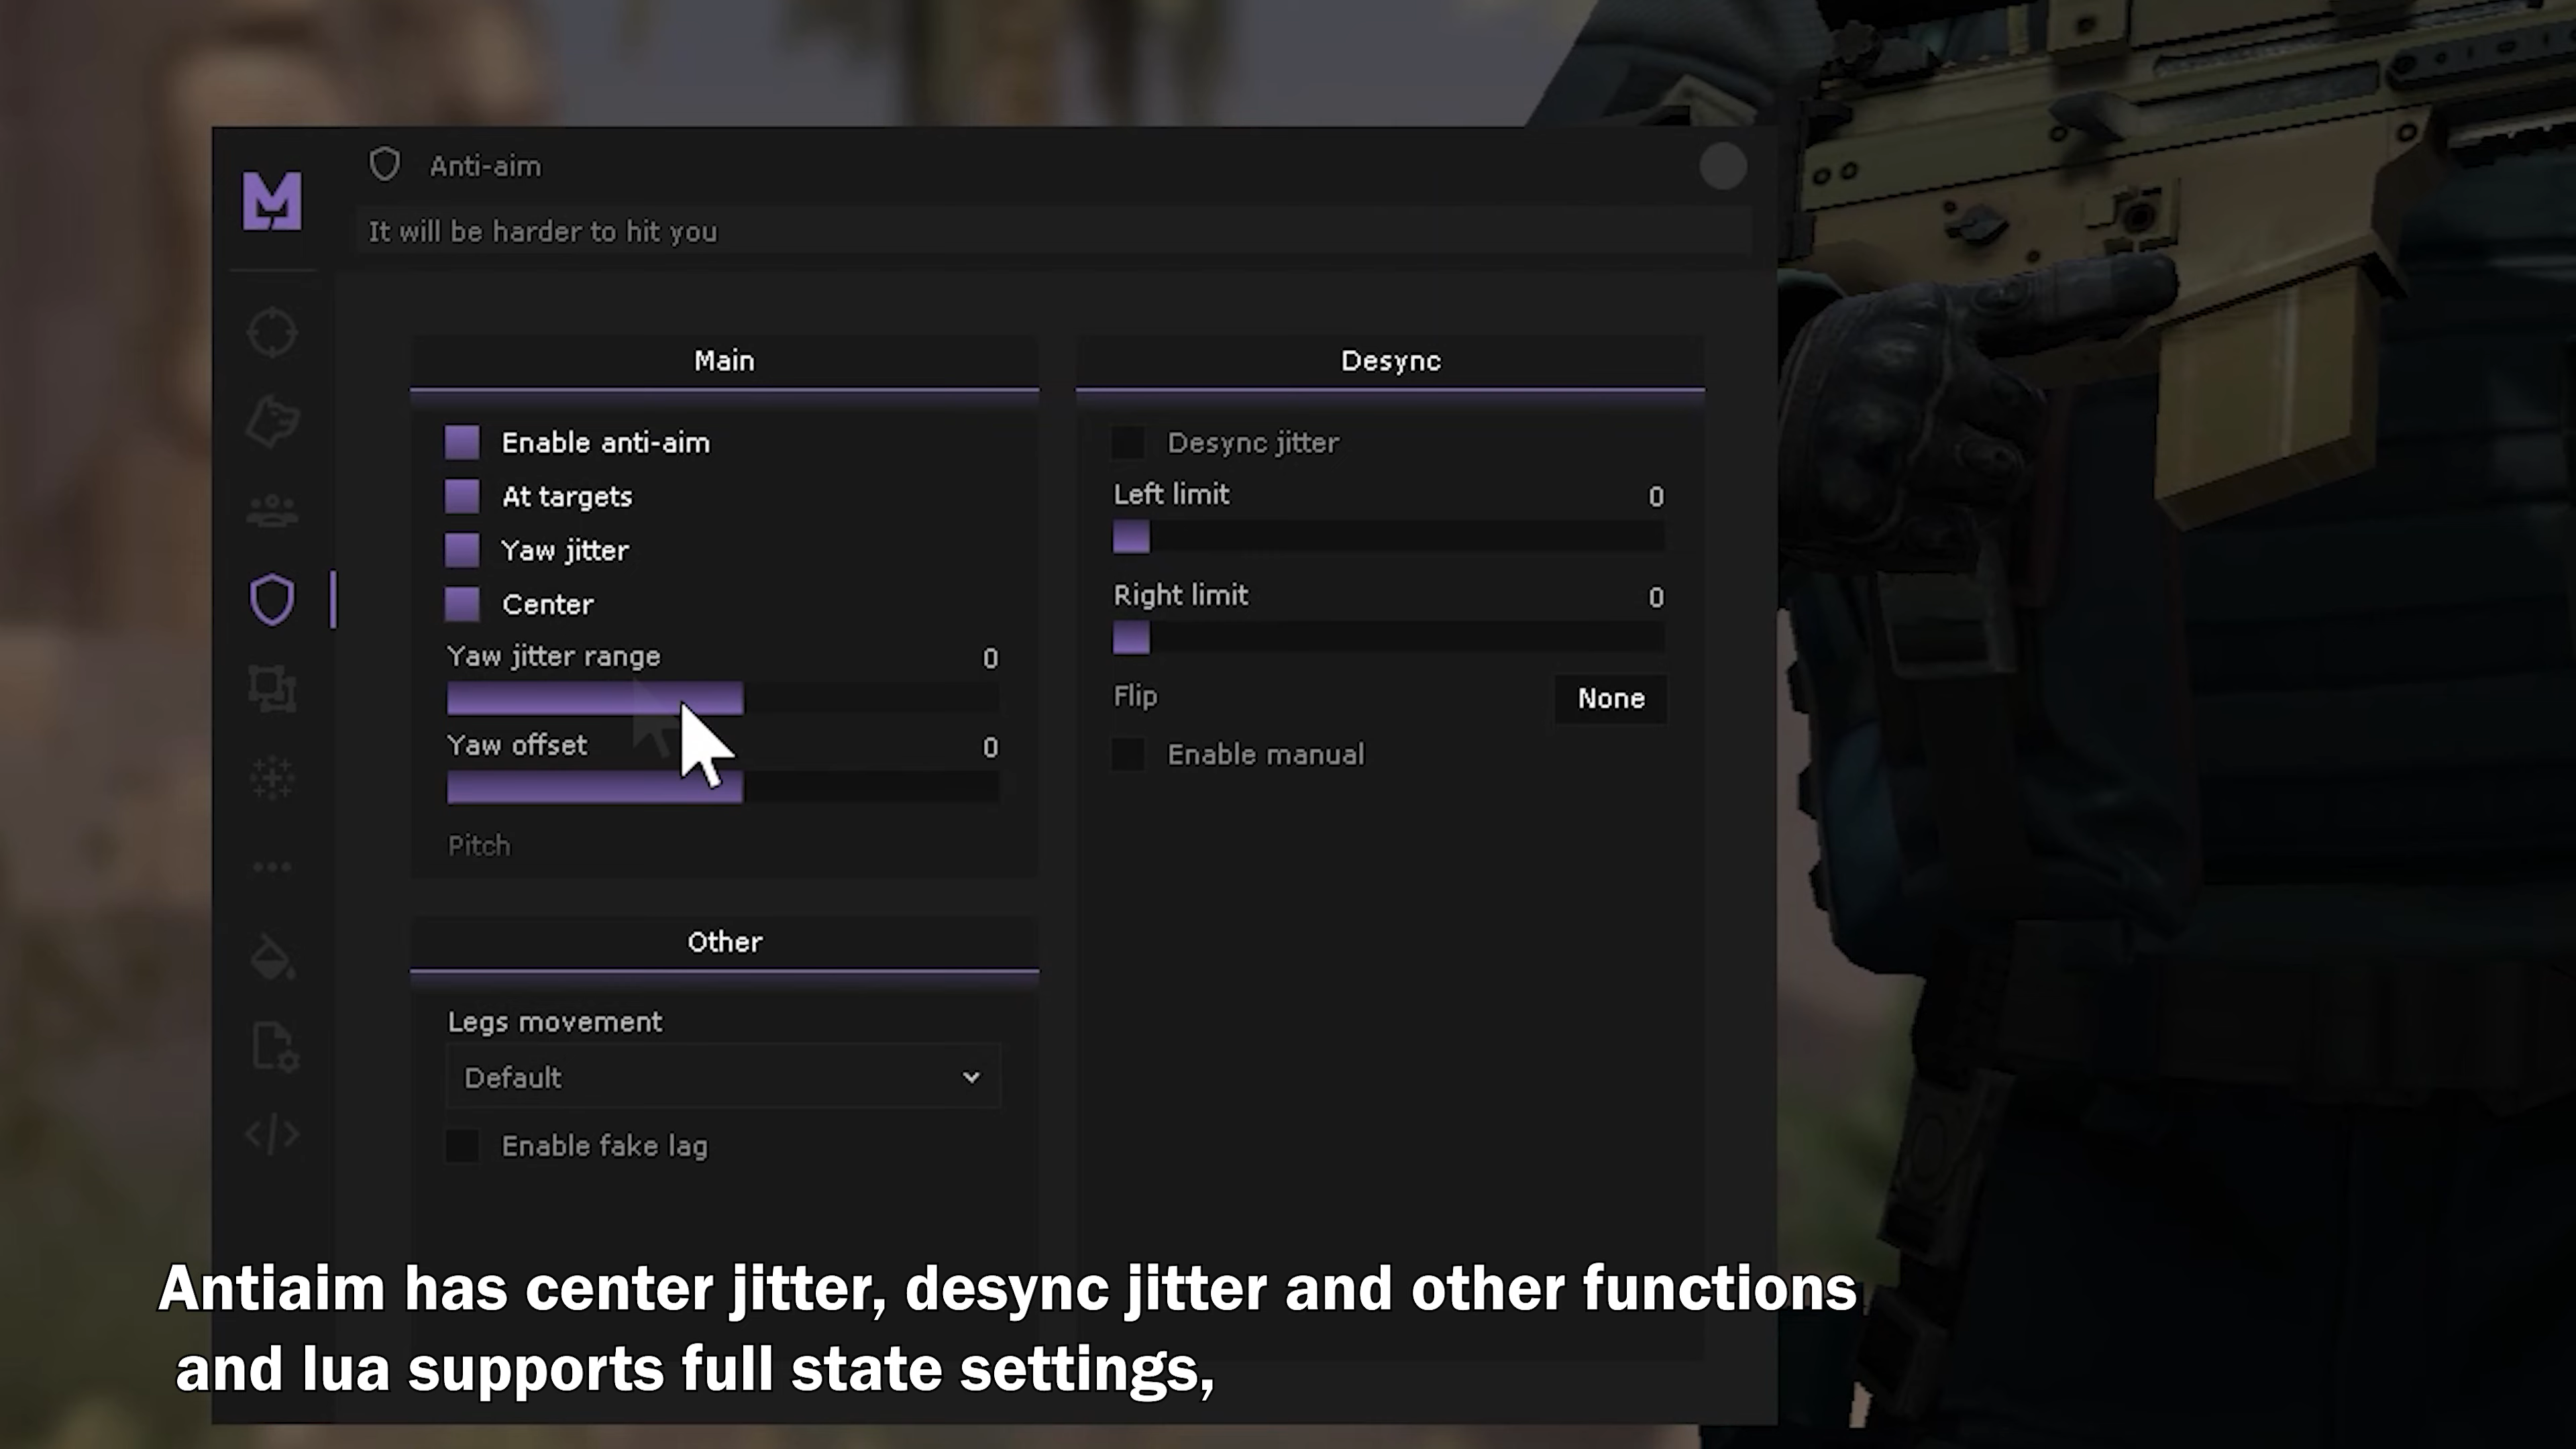 Anti-aim
It will be harder to hit you
Main
Enable anti-aim
At targets
Yaw jitter
Center
Yaw jitter range 0
Yaw offset 0
Pitch
Other
Legs movement
Default
Enable fake lag
Desync
Desync jitter
Left limit 0
Right limit 0
Flip None
Enable manual
Antiaim has center jitter, desync jitter and other functions
and lua supports full state settings,